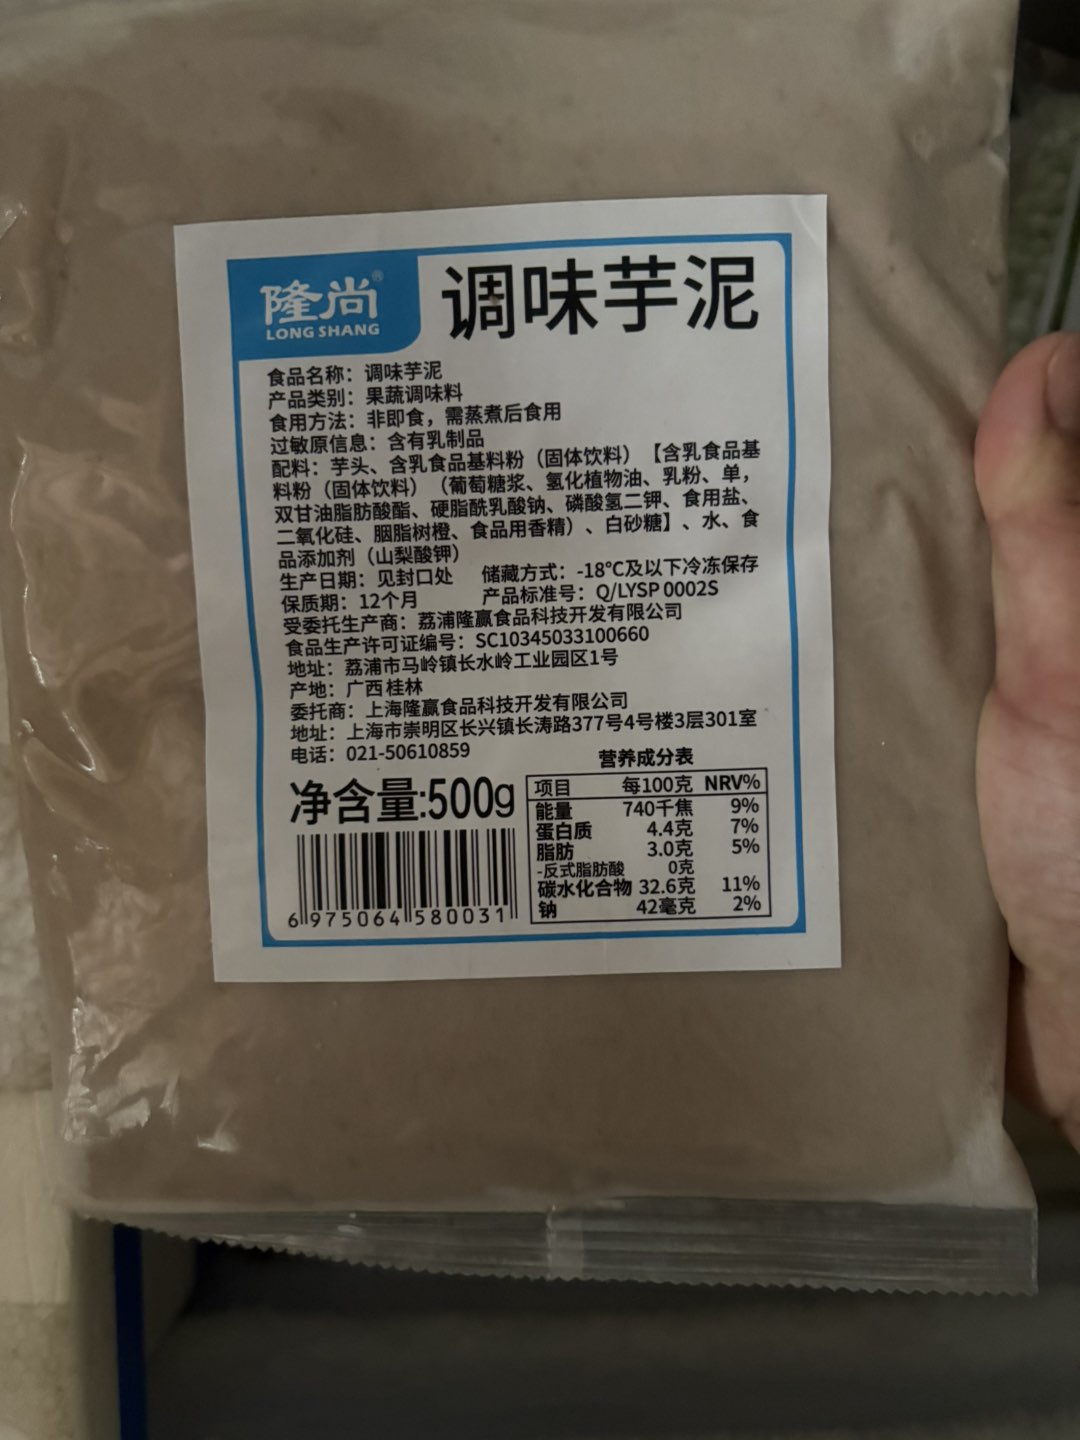 隆尚®
LONG SHANG
调味芋泥
食品名称：调味芋泥
产品类别：果蔬调味料
食用方法：非即食，需蒸煮后食用
过敏原信息：含有乳制品
配料：芋头、含乳食品基料粉（固体饮料）【含乳食品基
料粉（固体饮料）（葡萄糖浆、氢化植物油、乳粉、单，
双甘油脂肪酸酯、硬脂酰乳酸钠、磷酸氢二钾、食用盐、
二氧化硅、胭脂树橙、食品用香精）、白砂糖】、水、食
品添加剂（山梨酸钾）
生产日期：见封口处 储藏方式：-18℃及以下冷冻保存
保质期：12个月 产品标准号：Q/LYSP 0002S
受委托生产商：荔浦隆赢食品科技开发有限公司
食品生产许可证编号：SC10345033100660
地址：荔浦市马岭镇长水岭工业园区1号
产地：广西桂林
委托商：上海隆赢食品科技开发有限公司
地址：上海市崇明区长兴镇长涛路377号4号楼3层301室
电话：021-50610859
净含量:500g
6 975064 580031
营养成分表
项目 每100克 NRV%
能量 740千焦 9%
蛋白质 4.4克 7%
脂肪 3.0克 5%
-反式脂肪酸 0克
碳水化合物 32.6克 11%
钠 42毫克 2%